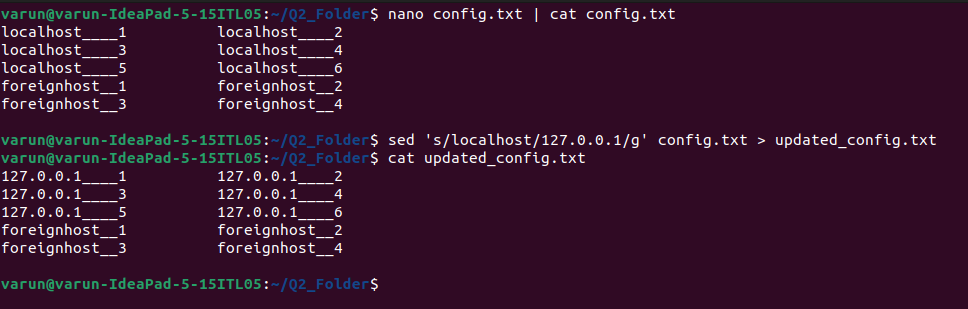 varun@varun-IdeaPad-5-15ITL05:~/Q2_Folder$ nano config.txt | cat config.txt
localhost____1          localhost____2
localhost____3          localhost____4
localhost____5          localhost____6
foreignhost__1          foreignhost__2
foreignhost__3          foreignhost__4
varun@varun-IdeaPad-5-15ITL05:~/Q2_Folder$ sed 's/localhost/127.0.0.1/g' config.txt > updated_config.txt
varun@varun-IdeaPad-5-15ITL05:~/Q2_Folder$ cat updated_config.txt
127.0.0.1____1          127.0.0.1____2
127.0.0.1____3          127.0.0.1____4
127.0.0.1____5          127.0.0.1____6
foreignhost__1          foreignhost__2
foreignhost__3          foreignhost__4
varun@varun-IdeaPad-5-15ITL05:~/Q2_Folder$